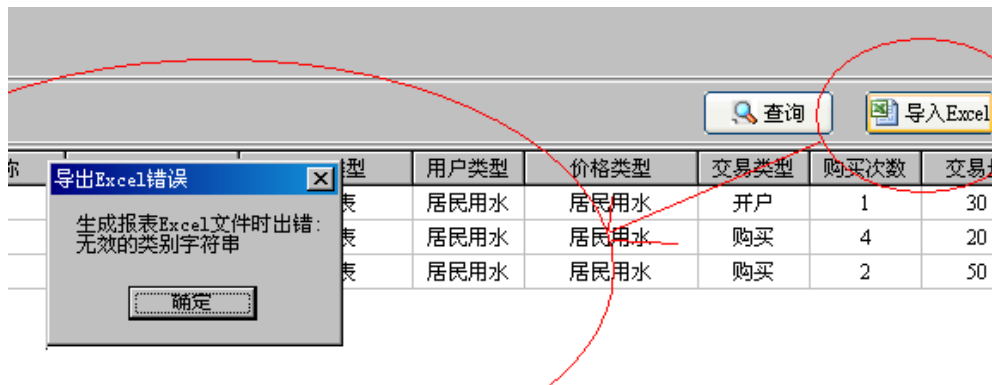 查询
导入Excel
型 用户类型 价格类型 交易类型 购买次数 交易
表 居民用水 居民用水 开户 1 30
表 居民用水 居民用水 购买 4 20
表 居民用水 居民用水 购买 2 50
导出Excel错误
生成报表Excel文件时出错:
无效的类别字符串
确定